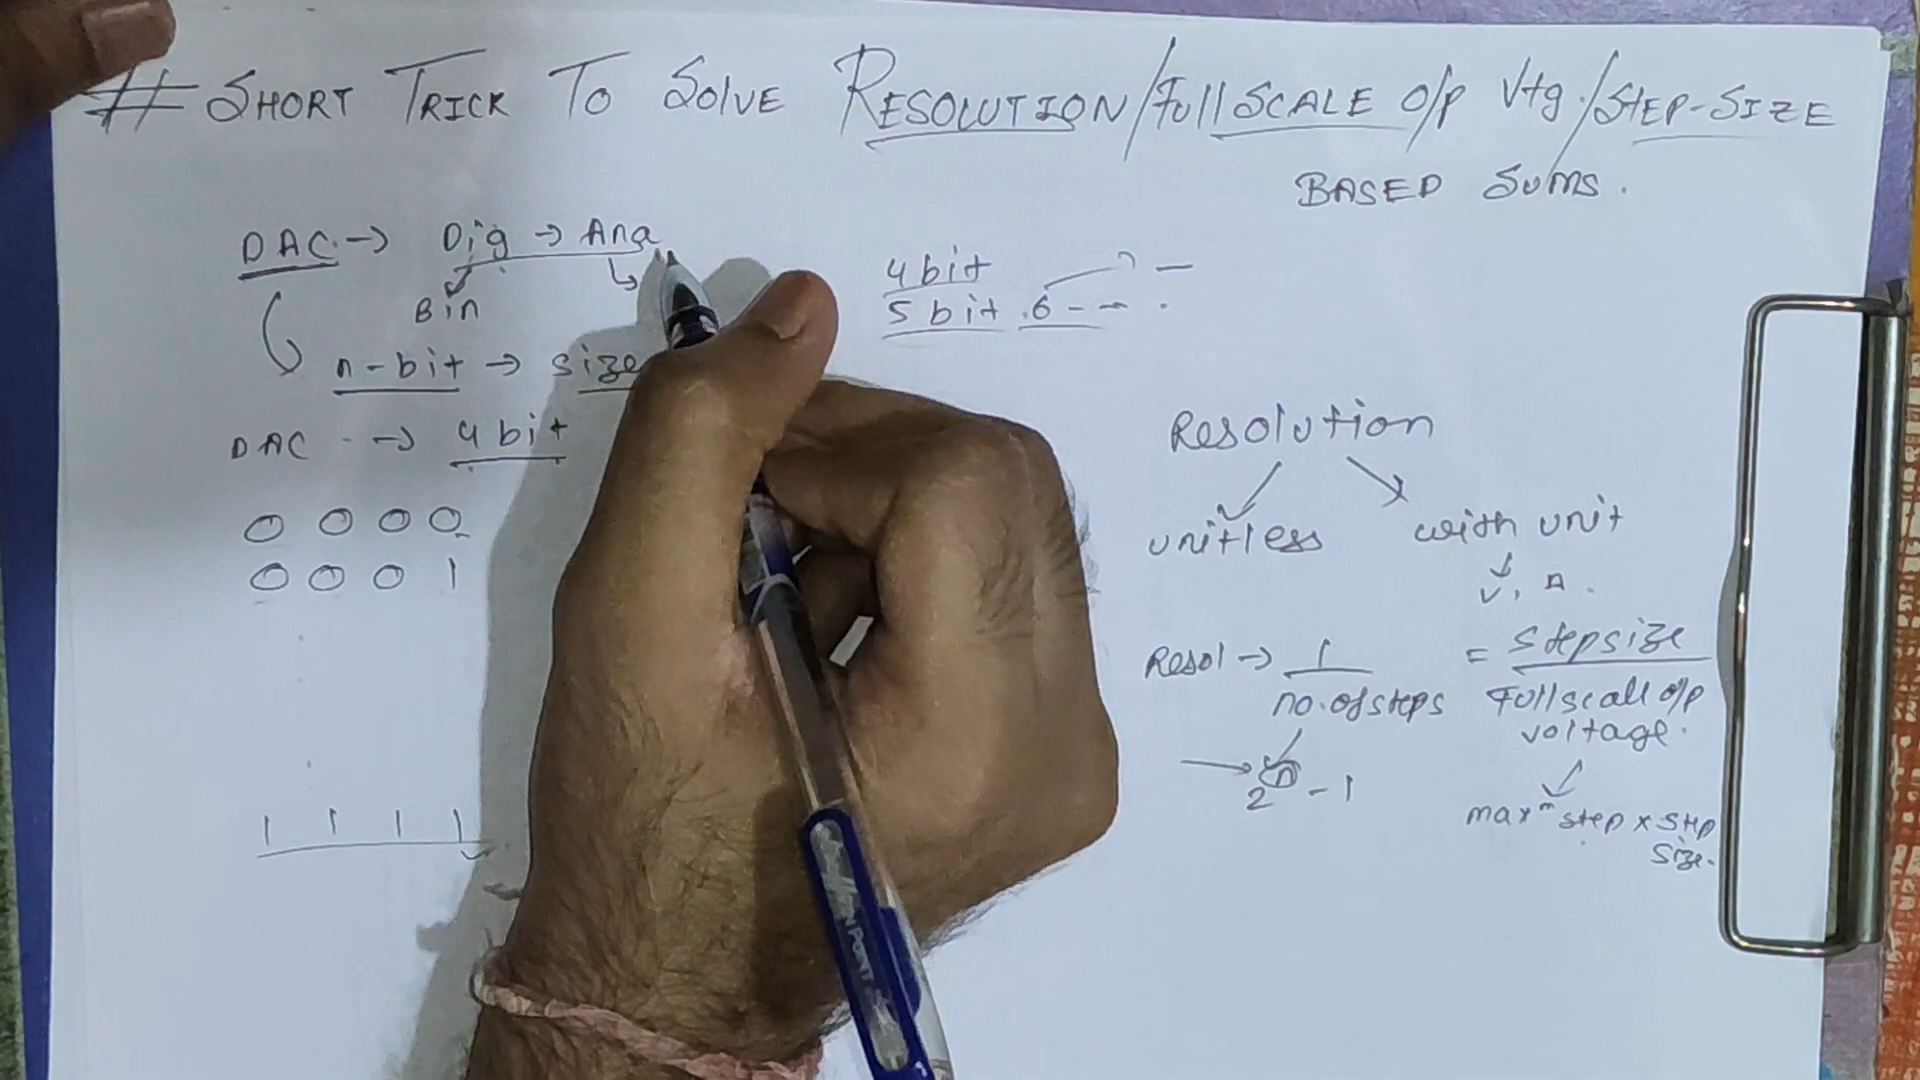 # SHORT TRICK TO SOLVE RESOLUTION/FUll SCALE O/P Vtg./STEP-SIZE
BASED SUMS.
DAC → Dig → Ana
Bin
n-bit → size
DAC → 4 bit
0 0 0 0
0 0 0 1
1 1 1 1
4 bit
5 bit .6 - - -
Resolution
unitless
with unit
v, A.
Resol → 1 / no. of steps = stepsize / Fullscall o/p voltage.
→ 2^n - 1
max^m step x step
size.
POINT